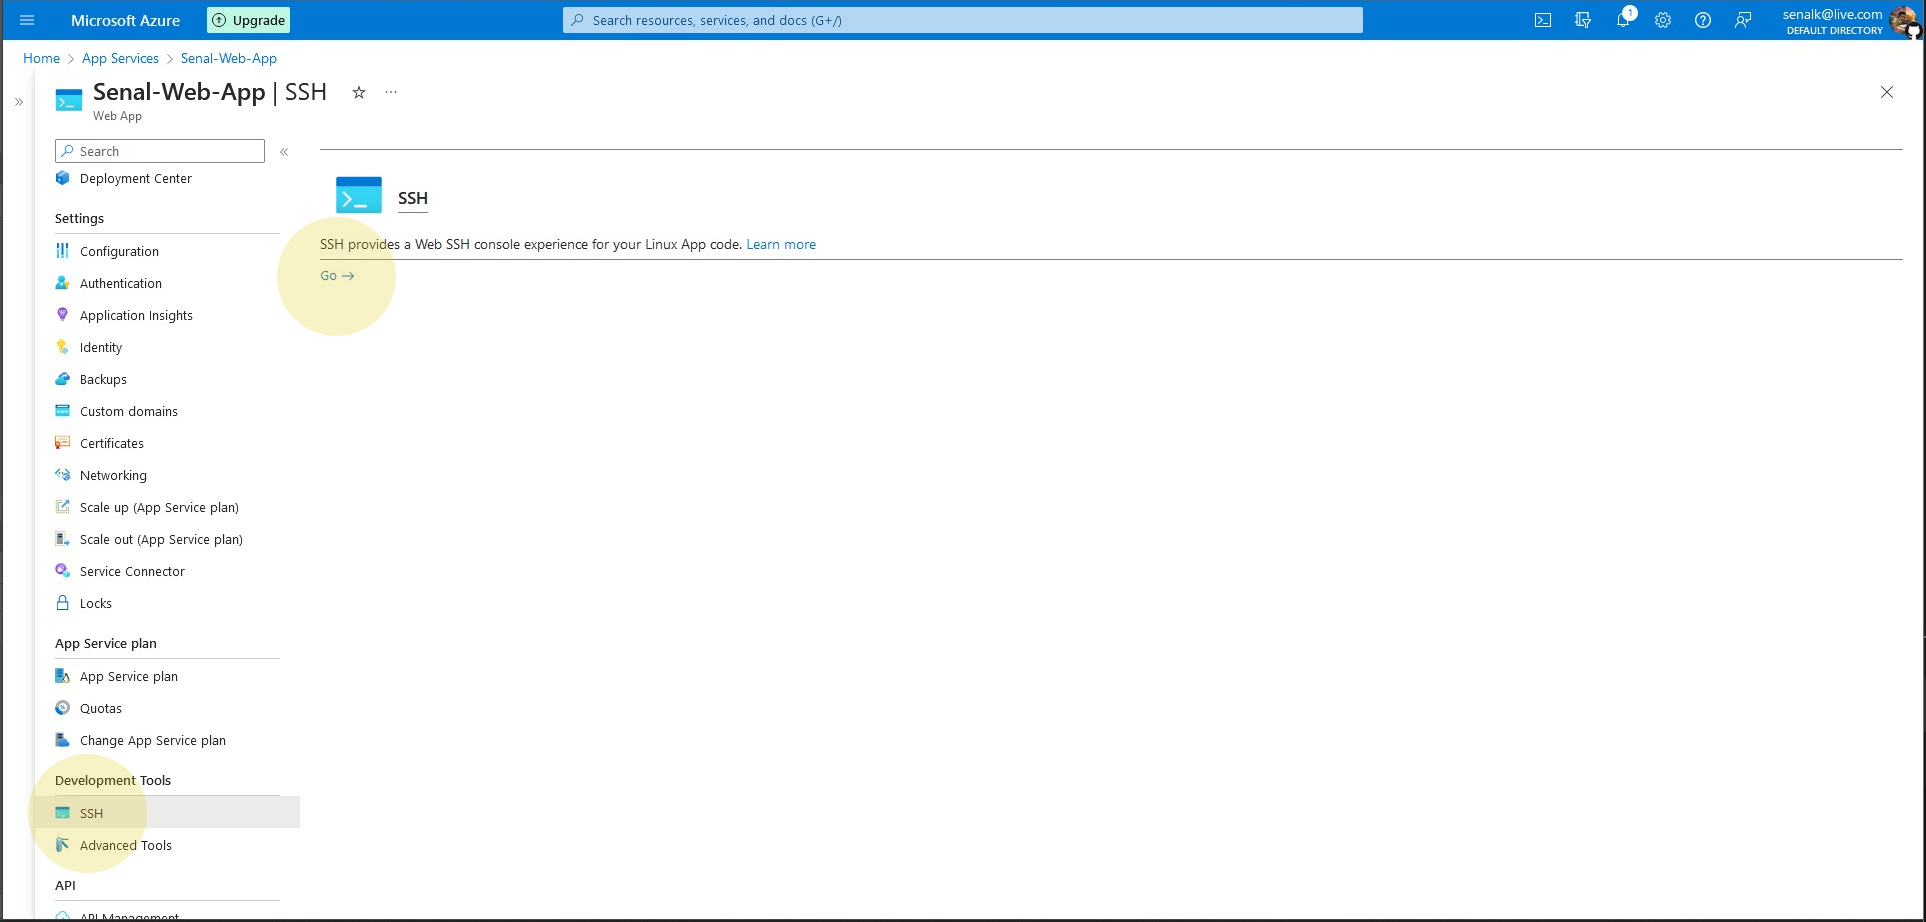 Microsoft Azure
Upgrade
Search resources, services, and docs (G+/)
1
senalk@live.com
DEFAULT DIRECTORY
Home > App Services > Senal-Web-App
Senal-Web-App | SSH
Web App
Search
Deployment Center
Settings
Configuration
Authentication
Application Insights
Identity
Backups
Custom domains
Certificates
Networking
Scale up (App Service plan)
Scale out (App Service plan)
Service Connector
Locks
App Service plan
App Service plan
Quotas
Change App Service plan
Development Tools
SSH
Advanced Tools
API
API Management
SSH
SSH provides a Web SSH console experience for your Linux App code. Learn more
Go →